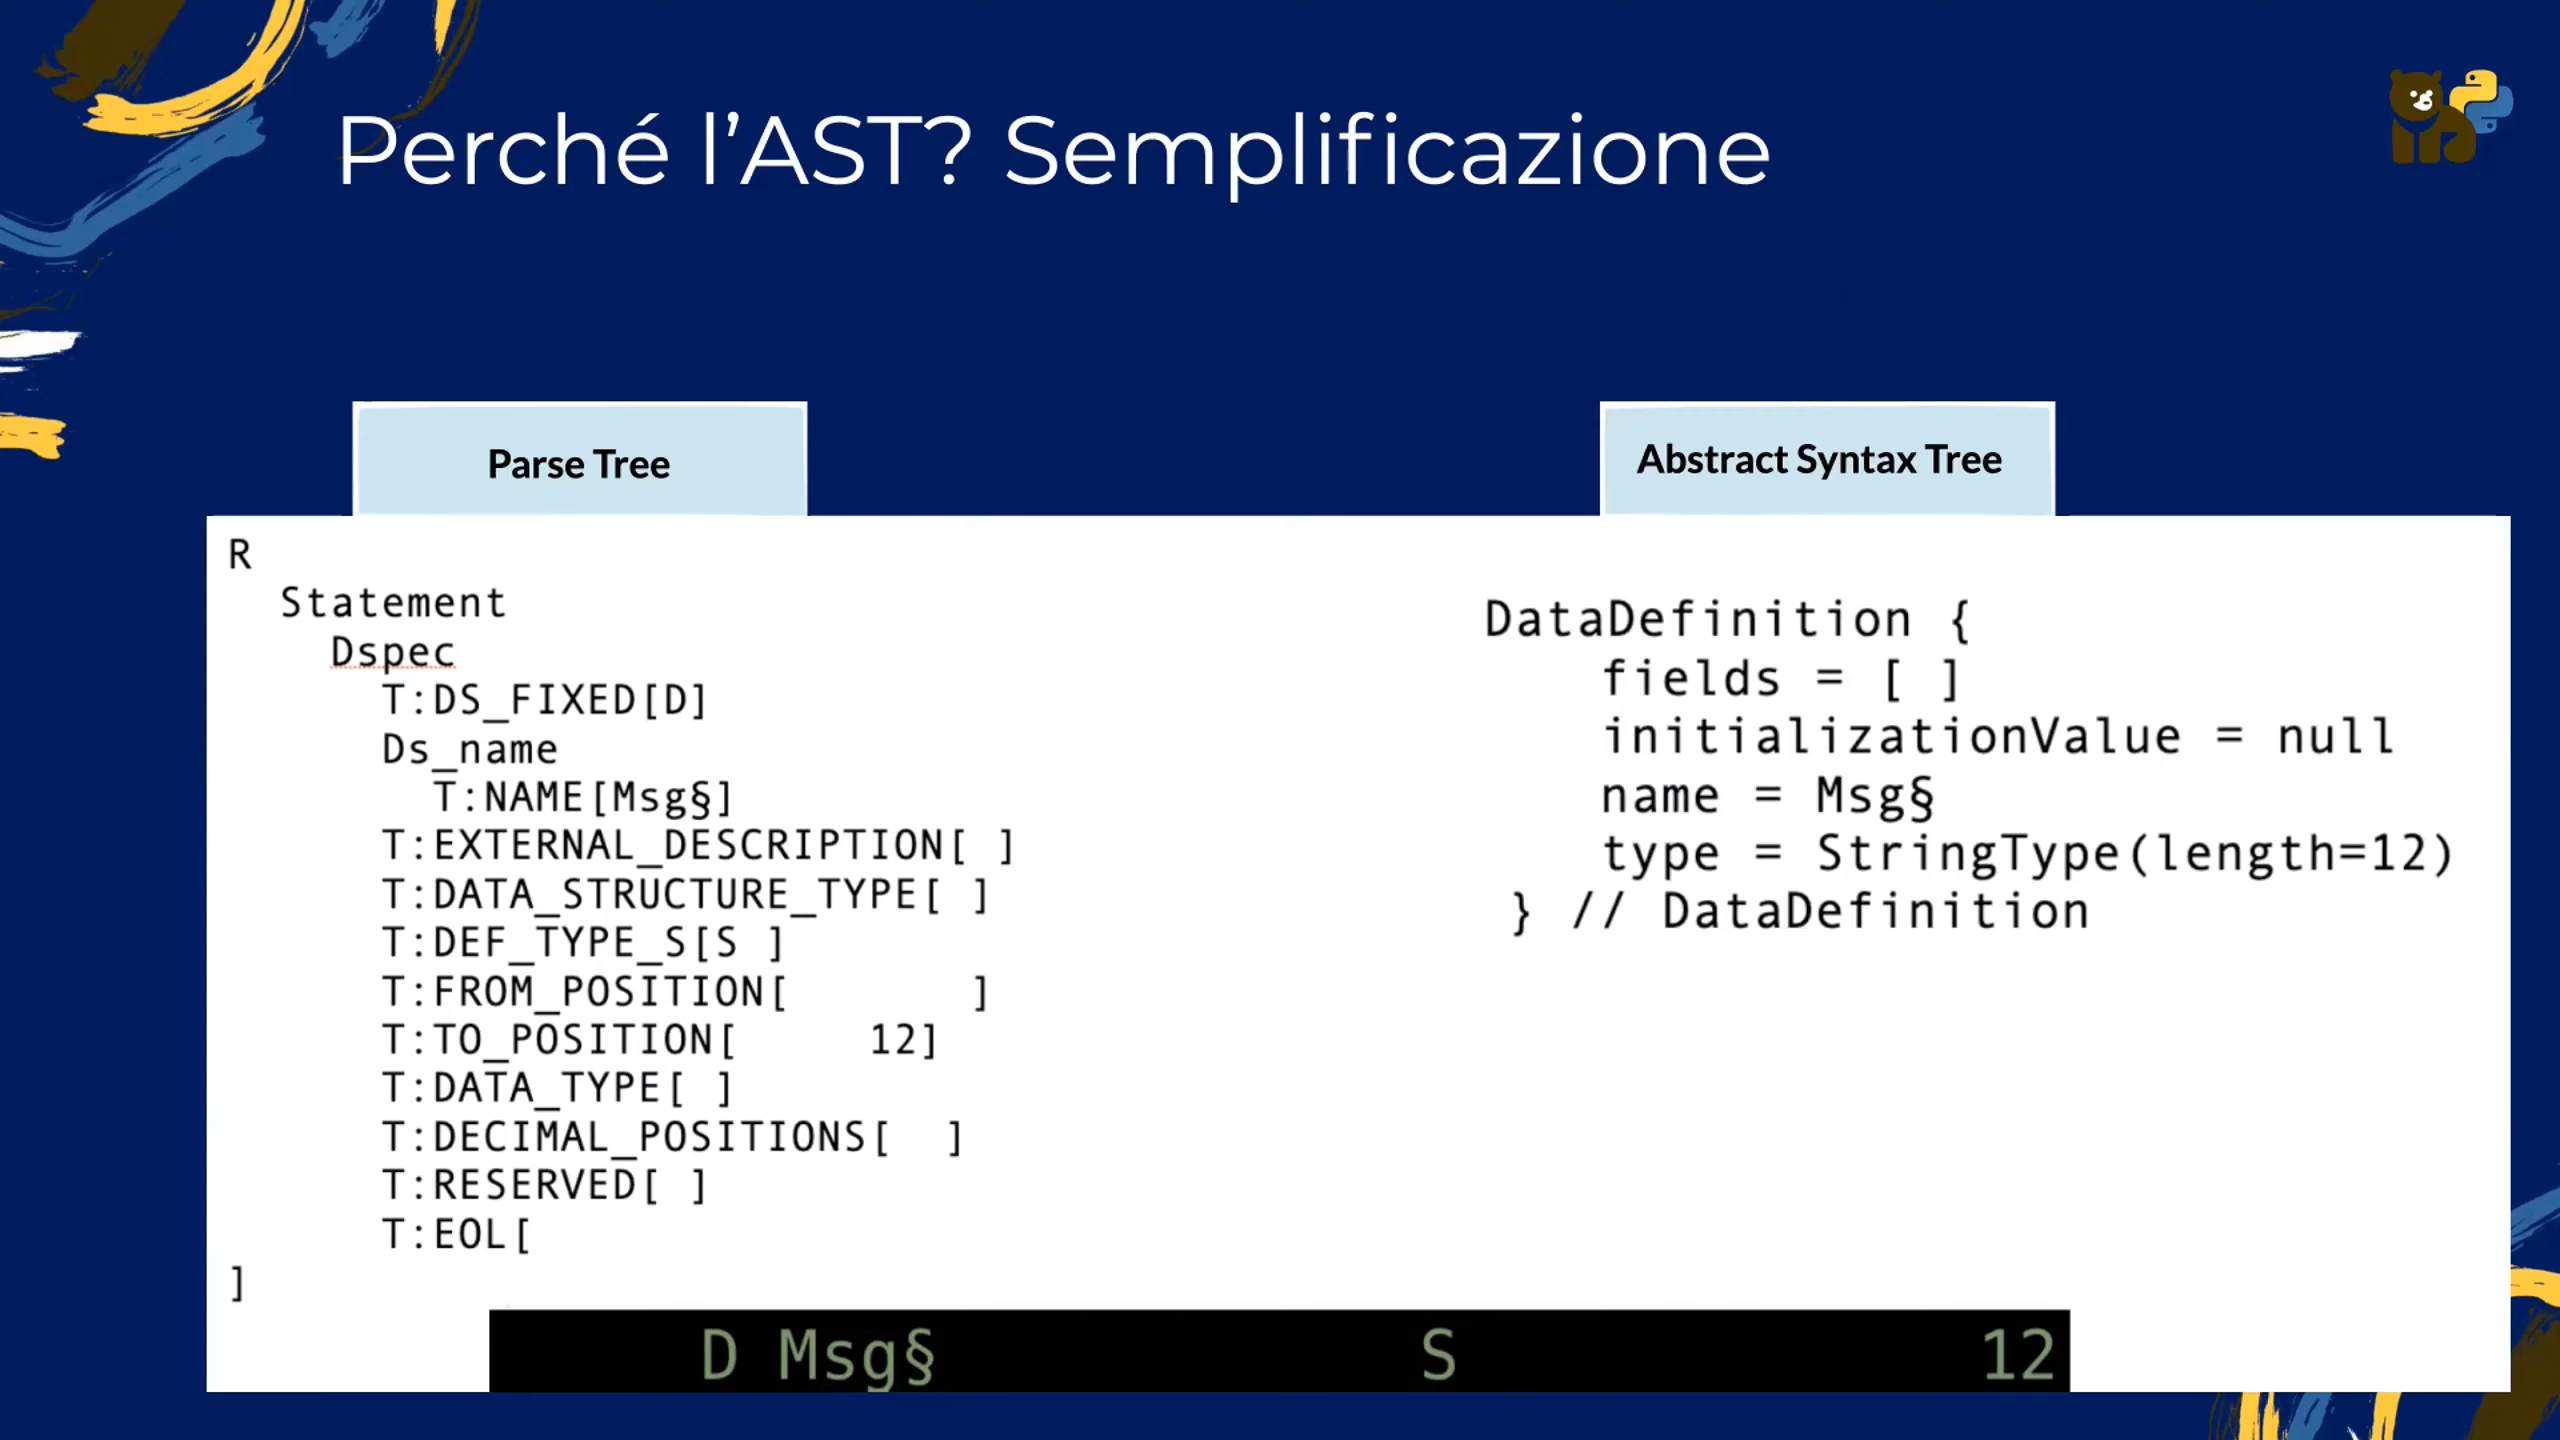 Perché l’AST? Semplificazione
Parse Tree
R
Statement
Dspec
T:DS_FIXED[D]
Ds_name
T:NAME[Msg§]
T:EXTERNAL_DESCRIPTION[ ]
T:DATA_STRUCTURE_TYPE[ ]
T:DEF_TYPE_S[S ]
T:FROM_POSITION[       ]
T:TO_POSITION[     12]
T:DATA_TYPE[ ]
T:DECIMAL_POSITIONS[  ]
T:RESERVED[ ]
T:EOL[
]
Abstract Syntax Tree
DataDefinition {
fields = [ ]
initializationValue = null
name = Msg§
type = StringType(length=12)
} // DataDefinition
D Msg§ S 12